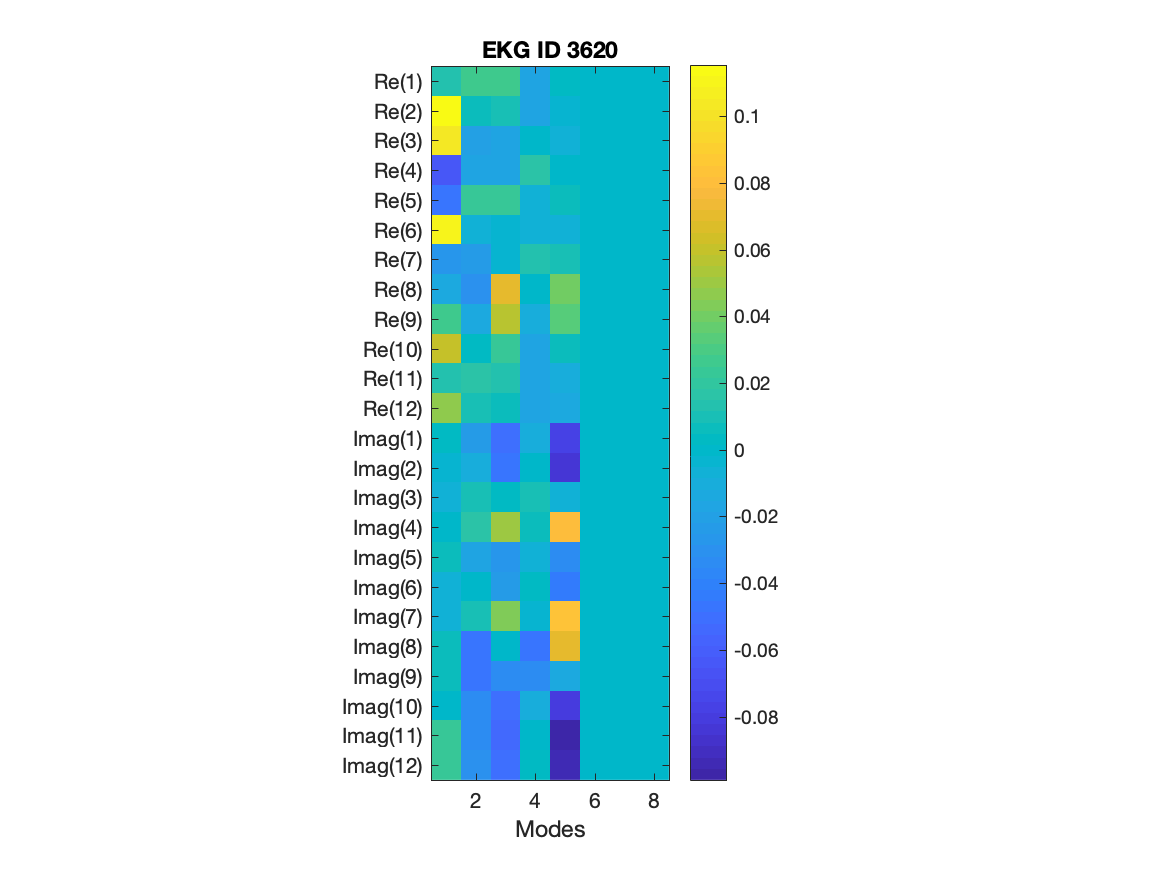 EKG ID 3620
Re(1)
Re(2)
Re(3)
Re(4)
Re(5)
Re(6)
Re(7)
Re(8)
Re(9)
Re(10)
Re(11)
Re(12)
Imag(1)
Imag(2)
Imag(3)
Imag(4)
Imag(5)
Imag(6)
Imag(7)
Imag(8)
Imag(9)
Imag(10)
Imag(11)
Imag(12)
2 4 6 8
Modes
0.1
0.08
0.06
0.04
0.02
0
-0.02
-0.04
-0.06
-0.08